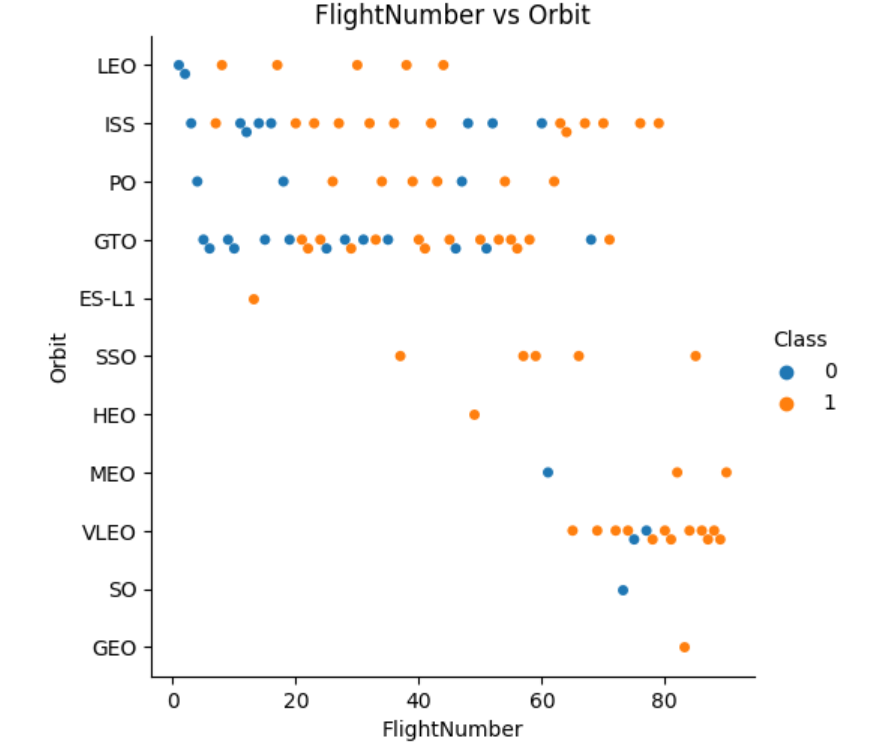 FlightNumber vs Orbit
LEO
ISS
PO
GTO
ES-L1
SSO
HEO
MEO
VLEO
SO
GEO
Orbit
Class
0
1
0 20 40 60 80
FlightNumber